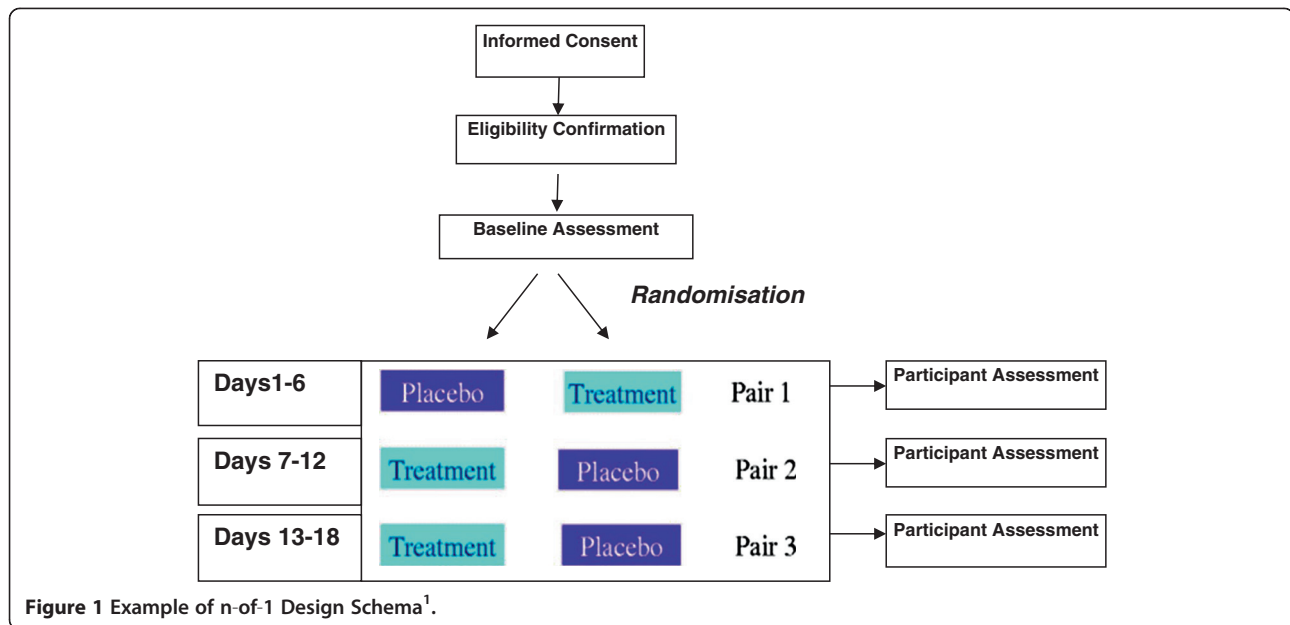 Informed Consent
Eligibility Confirmation
Baseline Assessment
Randomisation
Days1-6
Placebo
Treatment
Pair 1
Participant Assessment
Days 7-12
Treatment
Placebo
Pair 2
Participant Assessment
Days 13-18
Treatment
Placebo
Pair 3
Participant Assessment
Figure 1 Example of n-of-1 Design Schema¹.